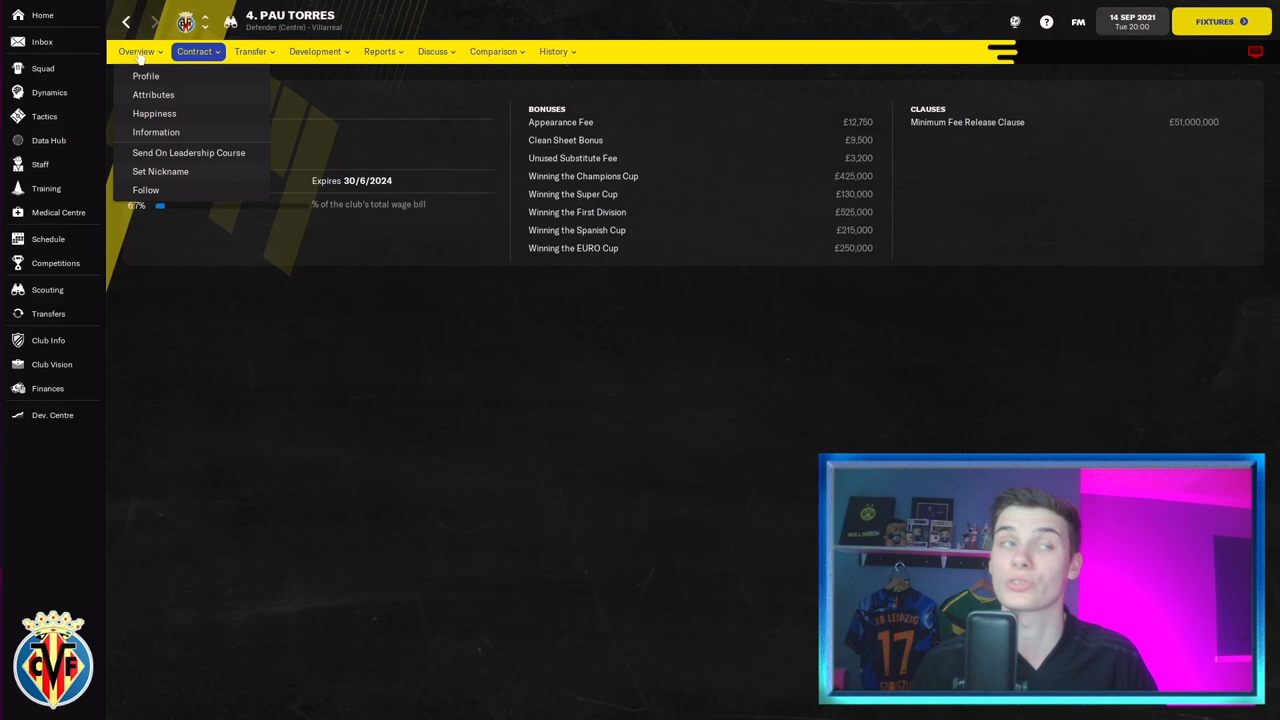 Home
Inbox
Squad
Dynamics
Tactics
Data Hub
Staff
Training
Medical Centre
Schedule
Competitions
Scouting
Transfers
Club Info
Club Vision
Finances
Dev. Centre
4. PAU TORRES
Defender (Centre) - Villarreal
FM
14 SEP 2021
Tue 20:00
FIXTURES
Overview
Contract
Transfer
Development
Reports
Discuss
Comparison
History
Profile
Attributes
Happiness
Information
Send On Leadership Course
Set Nickname
Follow
Expires 30/6/2024
6.7%
% of the club's total wage bill
BONUSES
Appearance Fee £12,750
Clean Sheet Bonus £9,500
Unused Substitute Fee £3,200
Winning the Champions Cup £425,000
Winning the Super Cup £130,000
Winning the First Division £525,000
Winning the Spanish Cup £215,000
Winning the EURO Cup £250,000
CLAUSES
Minimum Fee Release Clause £51,000,000
17